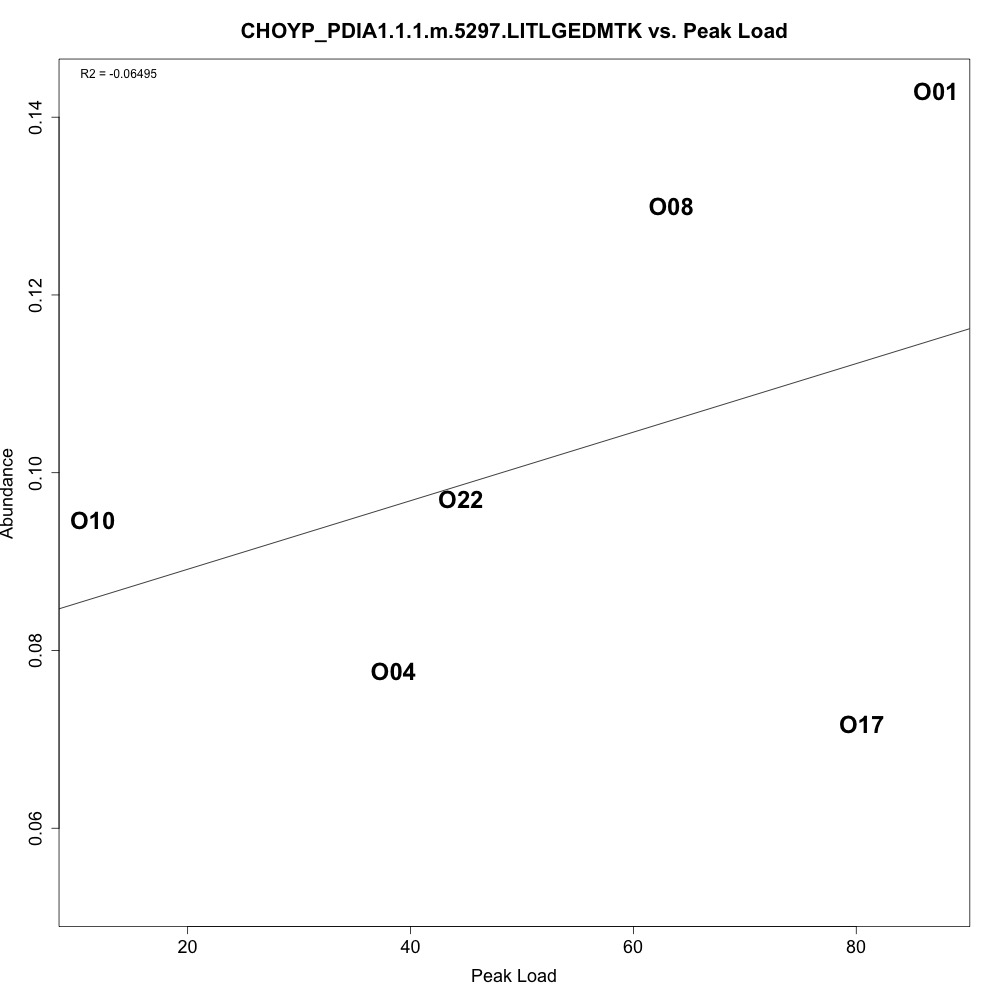 CHOYP_PDIA1.1.1.m.5297.LITLGEDMTK vs. Peak Load
R2 = -0.06495
O01
0.14
O08
0.12
0.10
O22
O10
Abundance
0.08
O04
O17
0.06
20 40 60 80
Peak Load